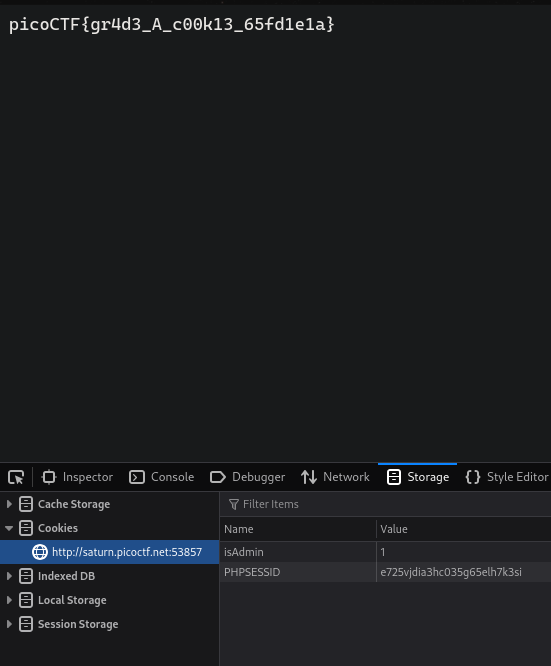 picoCTF{gr4d3_A_c00k13_65fd1e1a}
Inspector Console Debugger Network Storage Style Editor
Cache Storage
Filter Items
Cookies
Name Value
http://saturn.picoctf.net:53857
isAdmin 1
Indexed DB
PHPSESSID e725vjdia3hc035g65elh7k3si
Local Storage
Session Storage